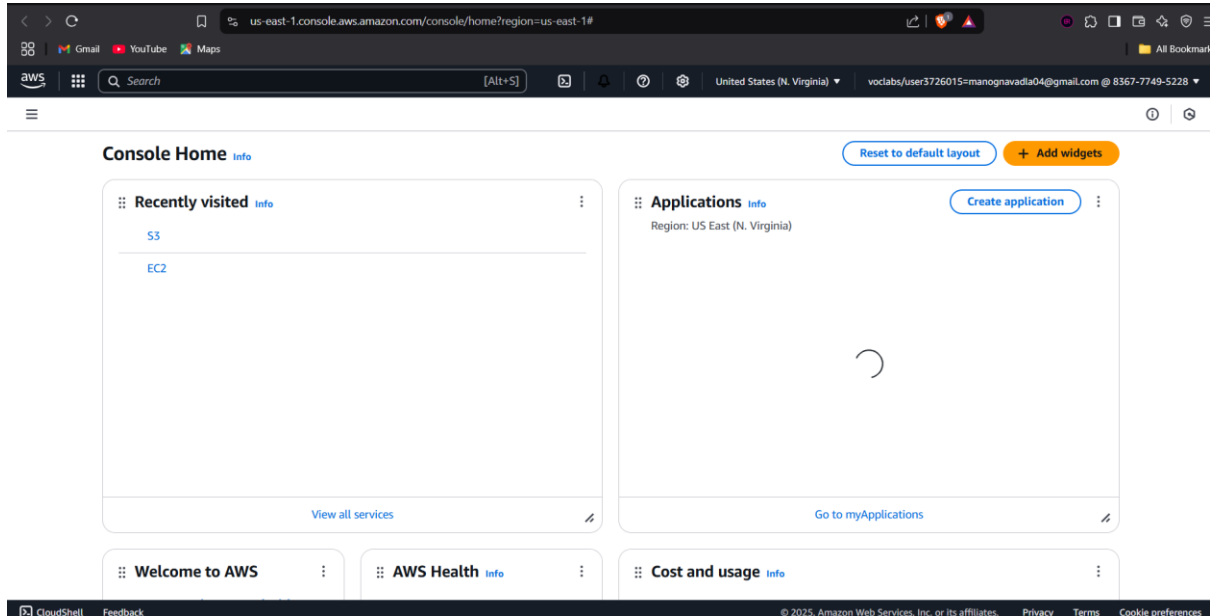 us-east-1.console.aws.amazon.com/console/home?region=us-east-1#
Gmail YouTube Maps All Bookmark
aws Search [Alt+S] United States (N. Virginia) voclabs/user3726015=manognavadla04@gmail.com @ 8367-7749-5228
Console Home Info Reset to default layout + Add widgets
Recently visited Info
S3
EC2
View all services
Applications Info Create application
Region: US East (N. Virginia)
Go to myApplications
Welcome to AWS
AWS Health Info
Cost and usage Info
CloudShell Feedback © 2025, Amazon Web Services, Inc. or its affiliates. Privacy Terms Cookie preferences